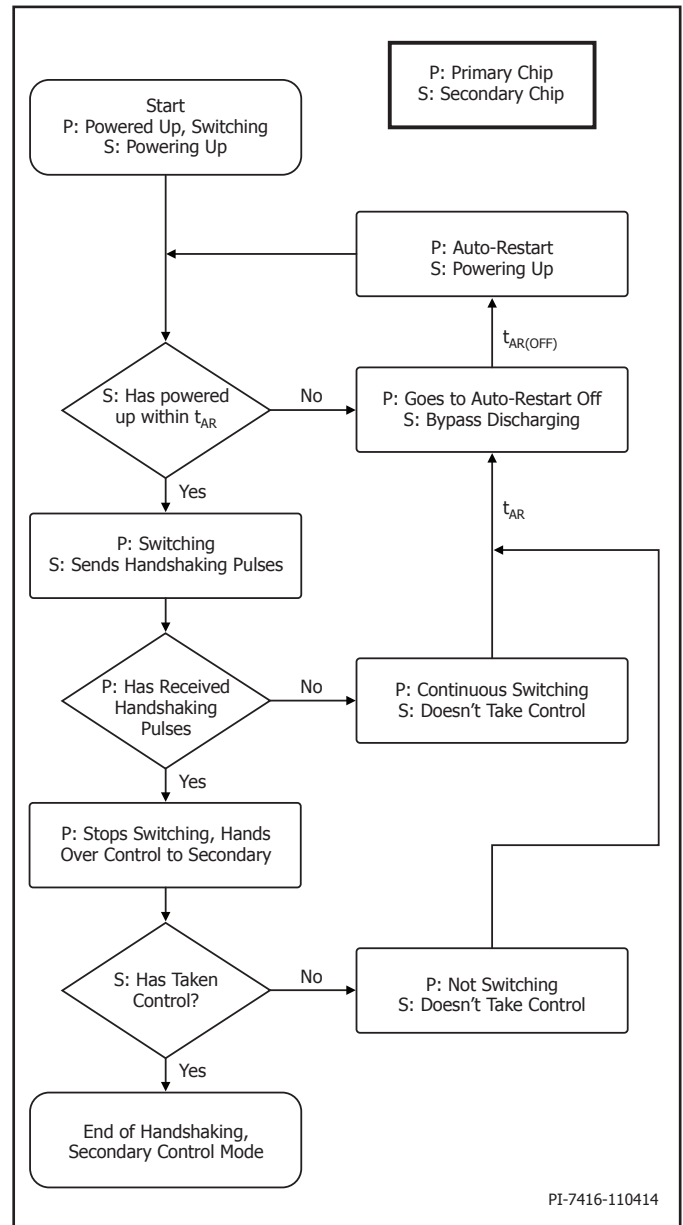 P: Primary Chip
S: Secondary Chip
Start
P: Powered Up, Switching
S: Powering Up
P: Auto-Restart
S: Powering Up
tAR(OFF)
S: Has powered
up within tAR
No
P: Goes to Auto-Restart Off
S: Bypass Discharging
Yes
tAR
P: Switching
S: Sends Handshaking Pulses
P: Has Received
Handshaking
Pulses
No
P: Continuous Switching
S: Doesn't Take Control
Yes
P: Stops Switching, Hands
Over Control to Secondary
S: Has Taken
Control?
No
P: Not Switching
S: Doesn't Take Control
Yes
End of Handshaking,
Secondary Control Mode
PI-7416-110414